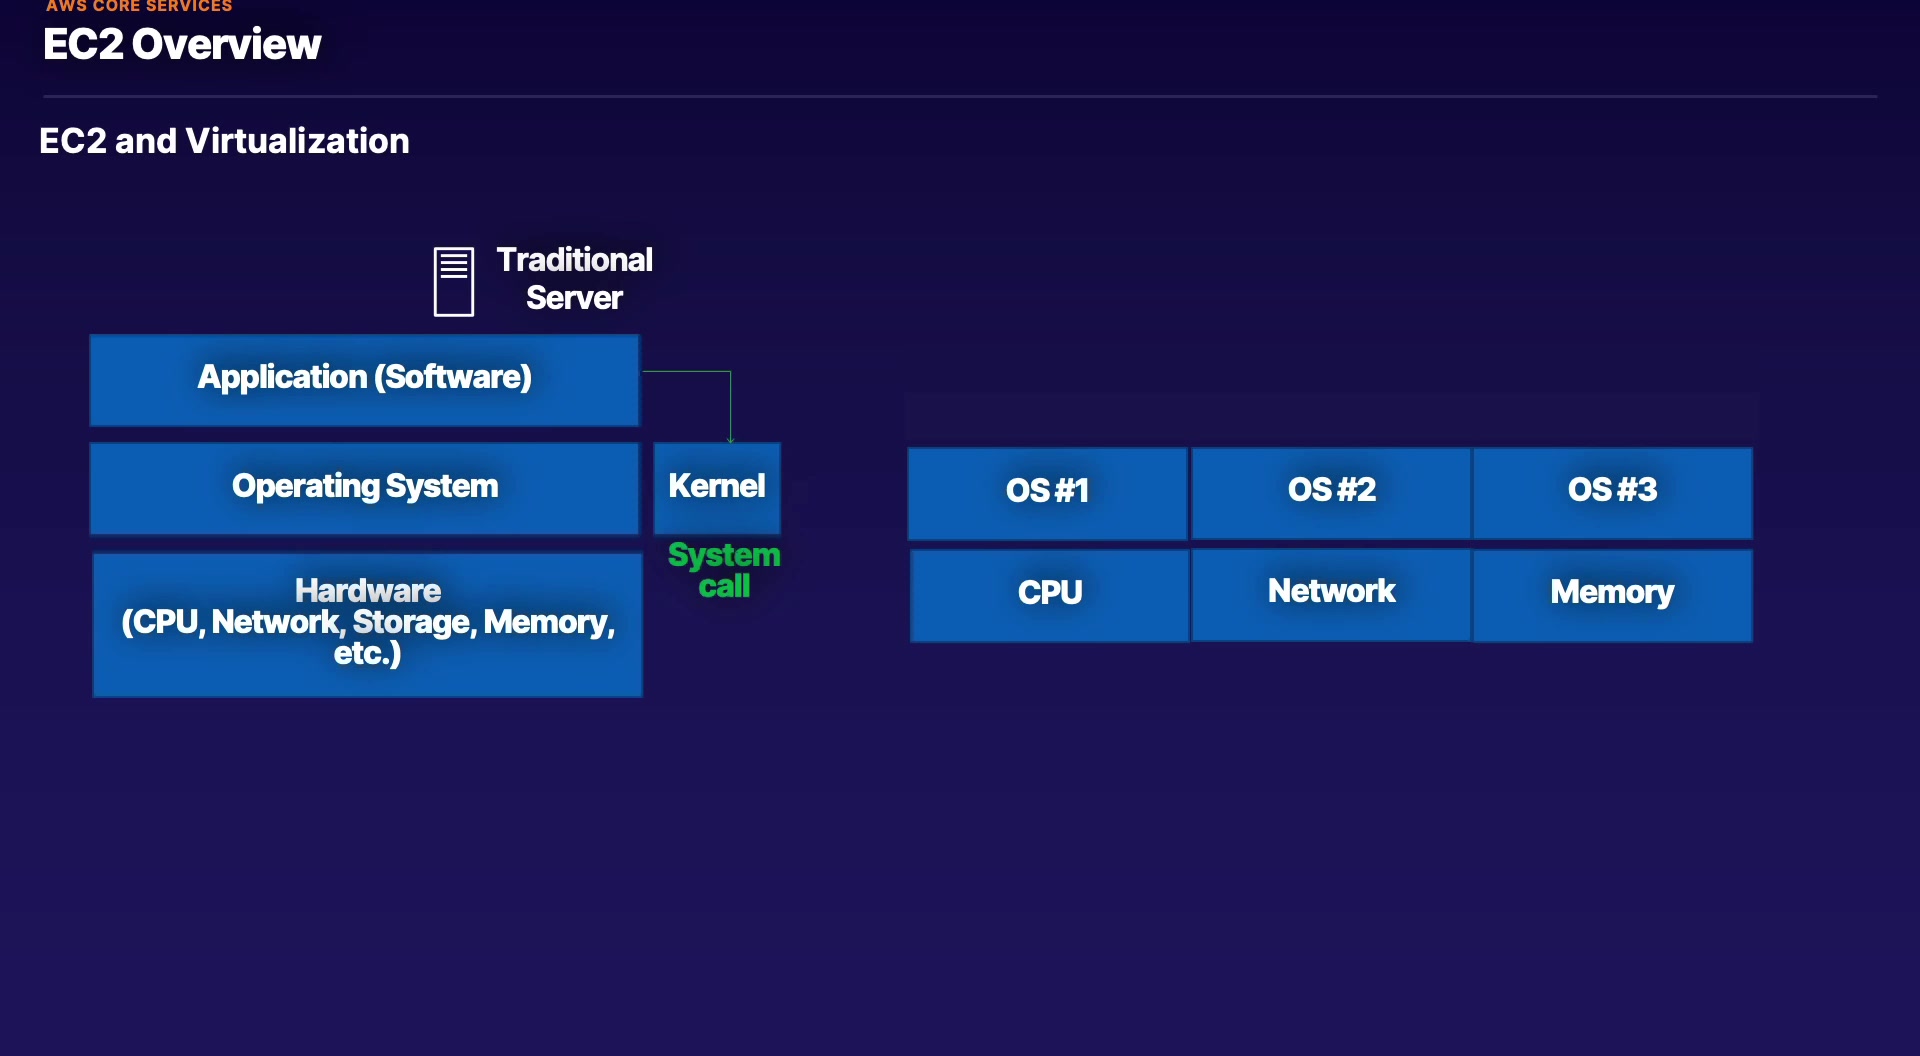 AWS CORE SERVICES
EC2 Overview
EC2 and Virtualization
Traditional
Server
Application (Software)
Operating System
Kernel
System
call
Hardware
(CPU, Network, Storage, Memory,
etc.)
OS #1
OS #2
OS #3
CPU
Network
Memory